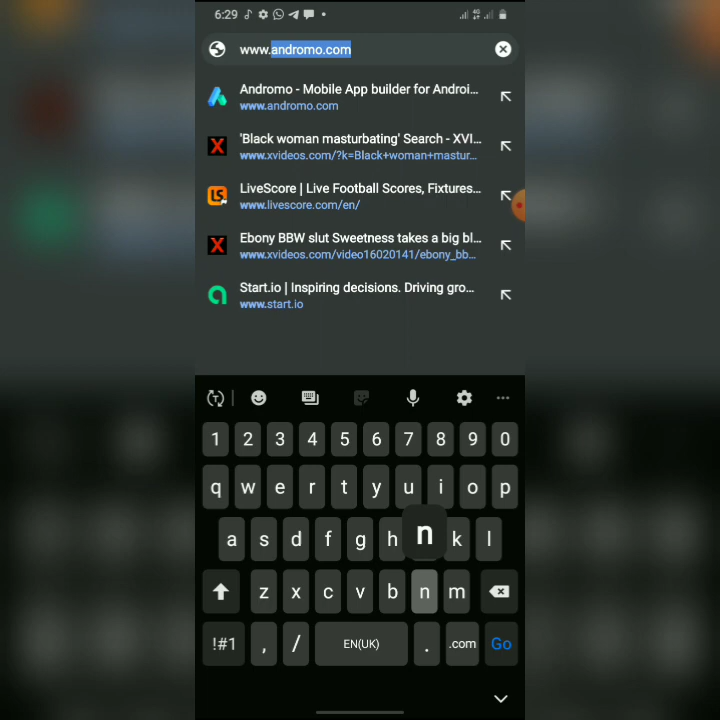 6:29
www.andromo.com
Andromo - Mobile App builder for Androi...
www.andromo.com
'Black woman masturbating' Search - XVI...
www.xvideos.com/?k=Black+woman+mastur...
LiveScore | Live Football Scores, Fixtures...
www.livescore.com/en/
Ebony BBW slut Sweetness takes a big bl...
www.xvideos.com/video16020141/ebony_bb...
Start.io | Inspiring decisions. Driving gro...
www.start.io
1 2 3 4 5 6 7 8 9 0
q w e r t y u i o p
a s d f g h n k l
z x c v b n m
!#1 , / EN(UK) . .com Go